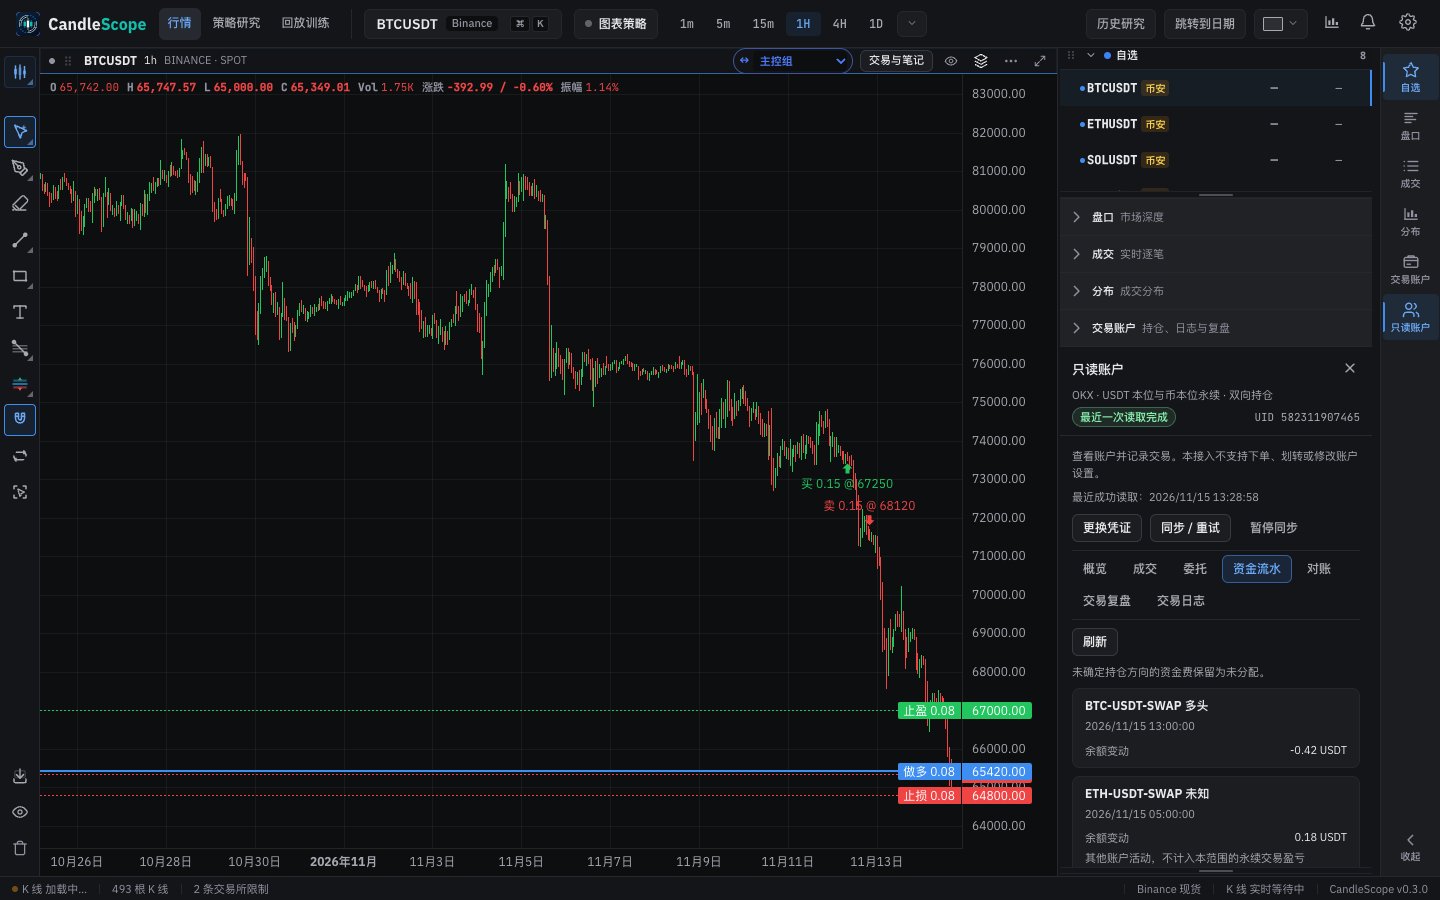 CandleScope
行情
策略研究
回放训练
BTCUSDT Binance ⌘ K
图表策略
1m 5m 15m 1H 4H 1D
历史研究
跳转到日期
BTCUSDT 1h BINANCE · SPOT
主控组
交易与笔记
O 65,742.00 H 65,747.57 L 65,000.00 C 65,349.01 Vol 1.75K 涨跌 -392.99 / -0.60% 振幅 1.14%
83000.00
82000.00
81000.00
80000.00
79000.00
78000.00
77000.00
76000.00
75000.00
74000.00
73000.00
72000.00
71000.00
70000.00
69000.00
68000.00
66000.00
64000.00
买 0.15 @ 67250
卖 0.15 @ 68120
止盈 0.08 67000.00
做多 0.08 65420.00
止损 0.08 64800.00
10月26日 10月28日 10月30日 2026年11月 11月3日 11月5日 11月7日 11月9日 11月11日 11月13日
自选 8
BTCUSDT 币安 — —
ETHUSDT 币安 — —
SOLUSDT 币安 — —
盘口 市场深度
成交 实时逐笔
分布 成交分布
交易账户 持仓、日志与复盘
只读账户
OKX · USDT 本位与币本位永续 · 双向持仓
最近一次读取完成 UID 582311907465
查看账户并记录交易。本接入不支持下单、划转或修改账户
设置。
最近成功读取：2026/11/15 13:28:58
更换凭证 同步 / 重试 暂停同步
概览 成交 委托 资金流水 对账
交易复盘 交易日志
刷新
未确定持仓方向的资金费保留为未分配。
BTC-USDT-SWAP 多头
2026/11/15 13:00:00
余额变动 -0.42 USDT
ETH-USDT-SWAP 未知
2026/11/15 05:00:00
余额变动 0.18 USDT
其他账户活动，不计入本范围的永续交易盈亏
自选
盘口
成交
分布
交易账户
只读账户
收起
K 线 加载中... 493 根 K 线 2 条交易所限制
Binance 现货 K 线 实时等待中 CandleScope v0.3.0